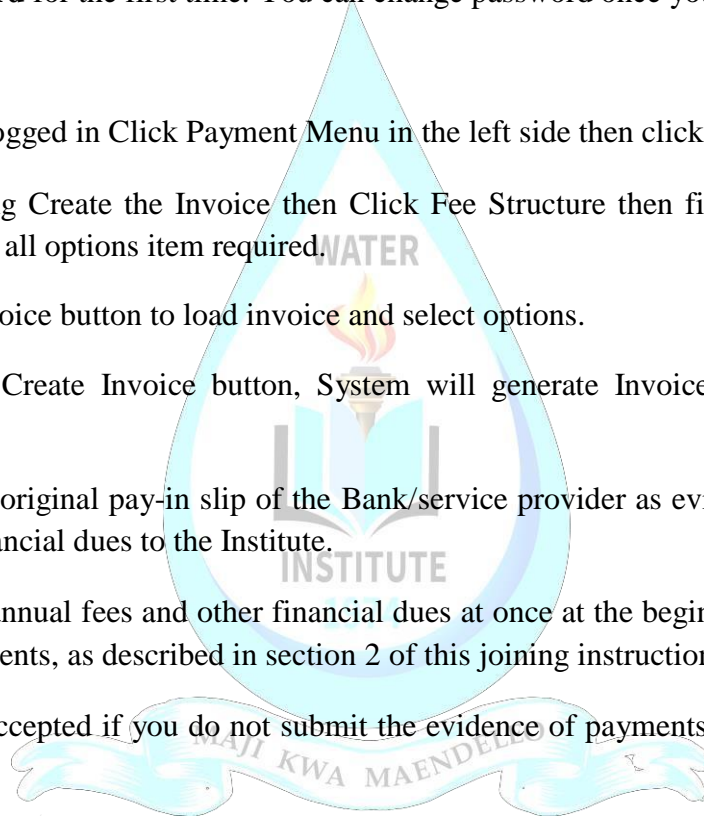 for the first time. You can change password once yo
ogged in Click Payment Menu in the left side then click
g Create the Invoice then Click Fee Structure then fi
all options item required.
WATER
oice button to load invoice and select options.
Create Invoice button, System will generate Invoice
original pay-in slip of the Bank/service provider as evi
ancial dues to the Institute.
INSTITUTE
annual fees and other financial dues at once at the begin
ents, as described in section 2 of this joining instruction
ccepted if you do not submit the evidence of payments
MAJI KWA MAENDELEO